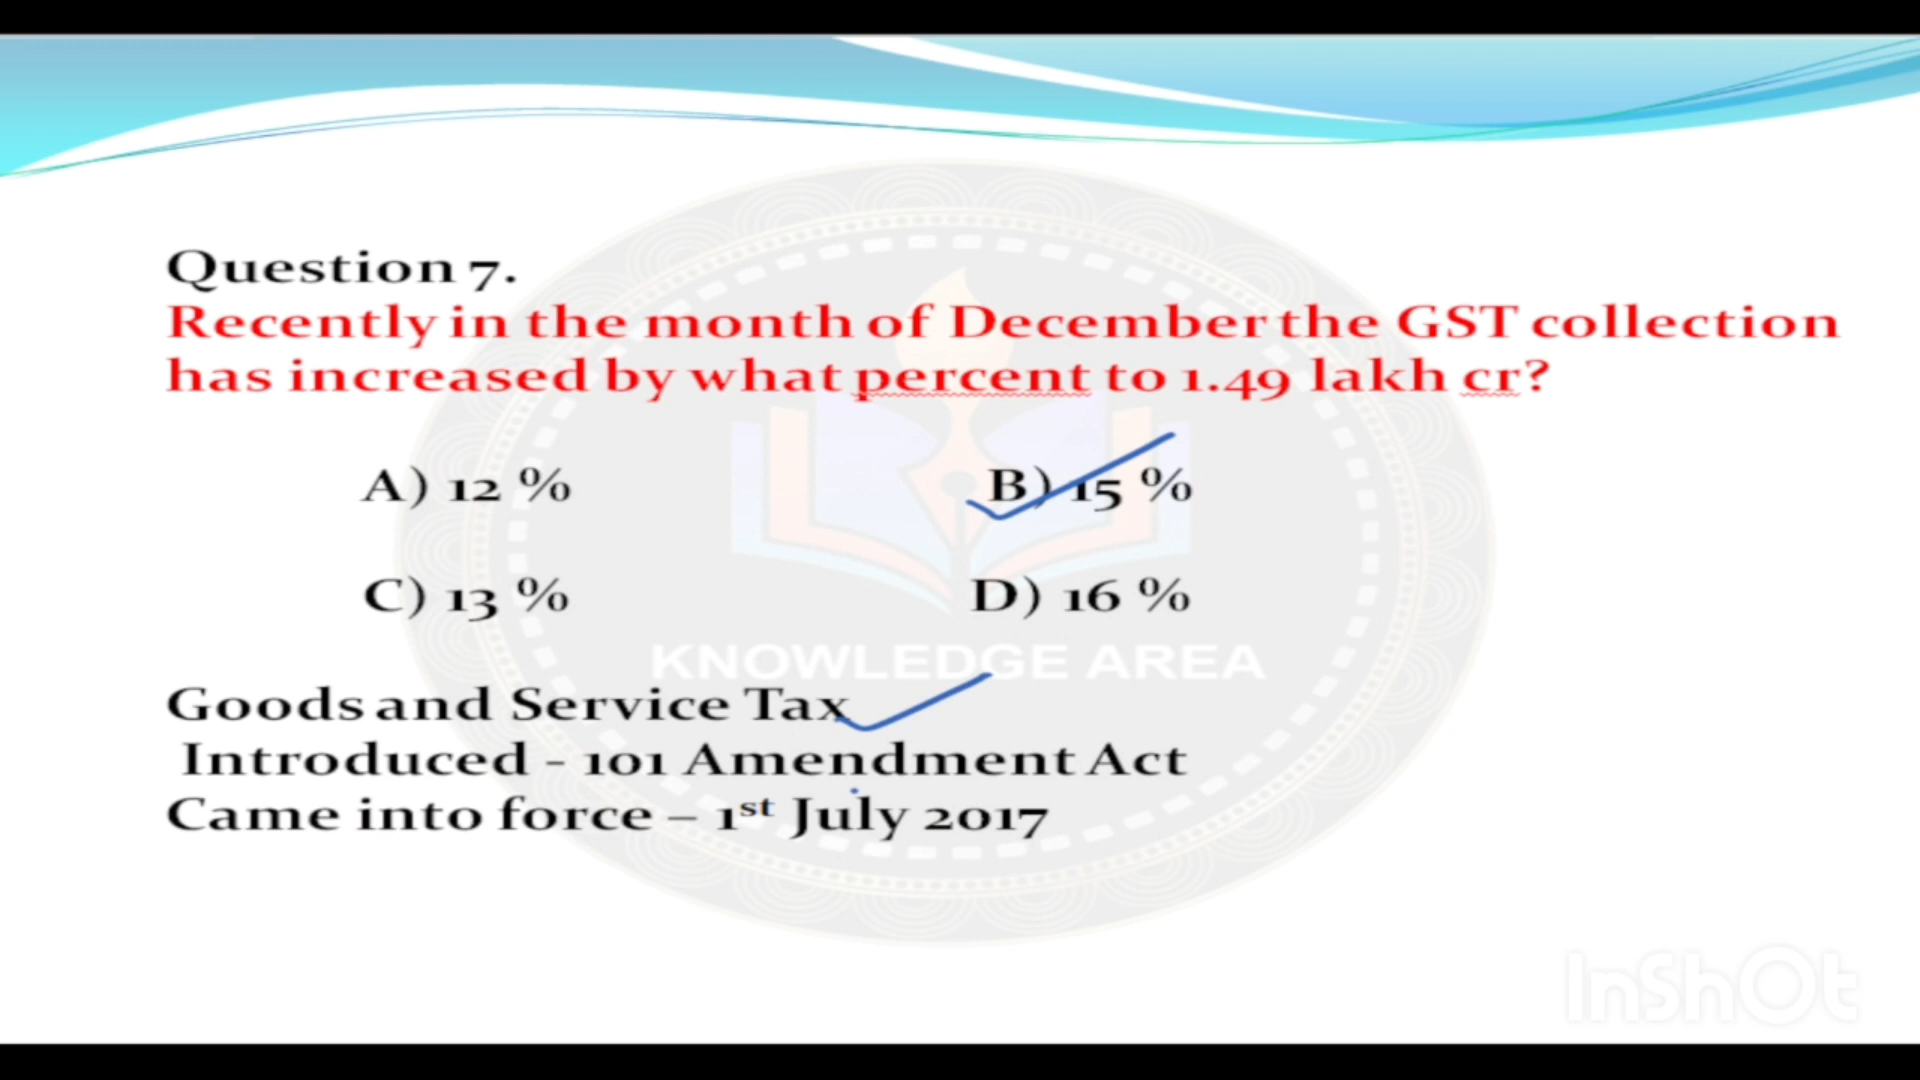 Question 7.
Recently in the month of December the GST collection
has increased by what percent to 1.49 lakh cr?
A) 12 %
B) 15 %
C) 13 %
D) 16 %
KNOWLEDGE AREA
Goods and Service Tax
Introduced - 101 Amendment Act
Came into force – 1st July 2017
InShOt